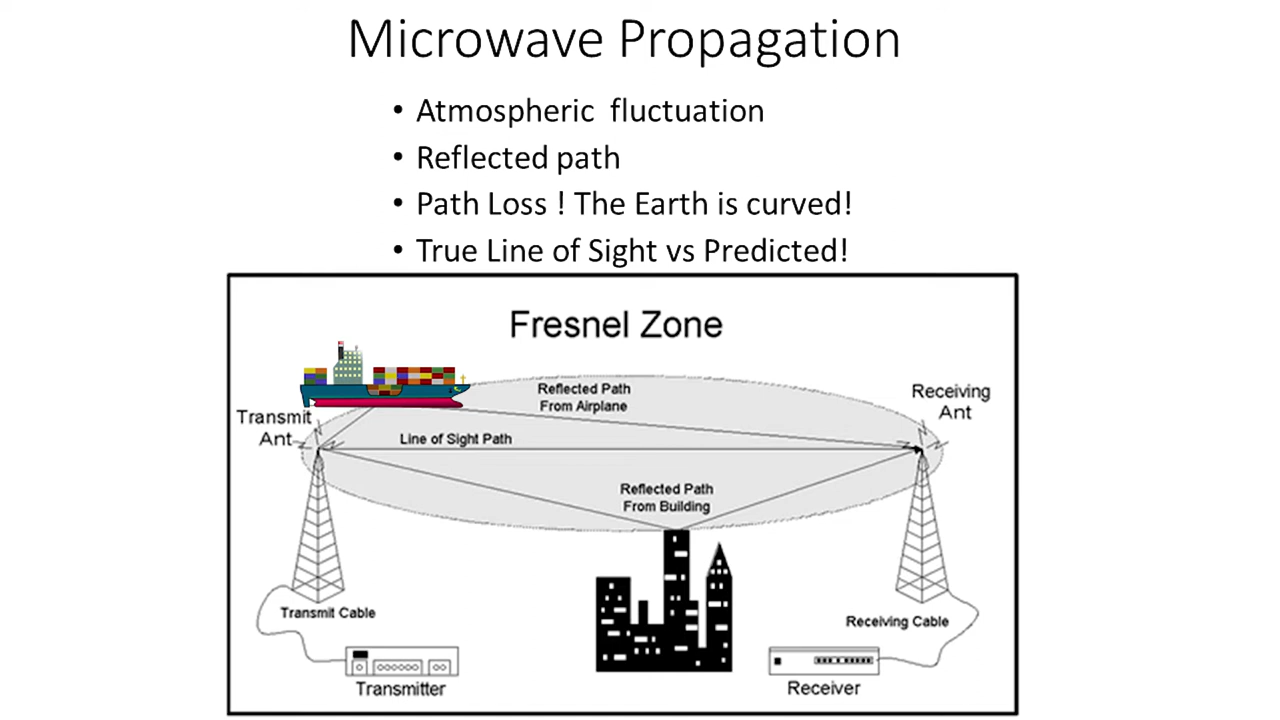 Microwave Propagation
• Atmospheric  fluctuation
• Reflected path
• Path Loss ! The Earth is curved!
• True Line of Sight vs Predicted!
Fresnel Zone
Reflected Path
From Airplane
Receiving
Ant
Transmit
Ant
Line of Sight Path
Reflected Path
From Building
Transmit Cable
Receiving Cable
Transmitter
Receiver